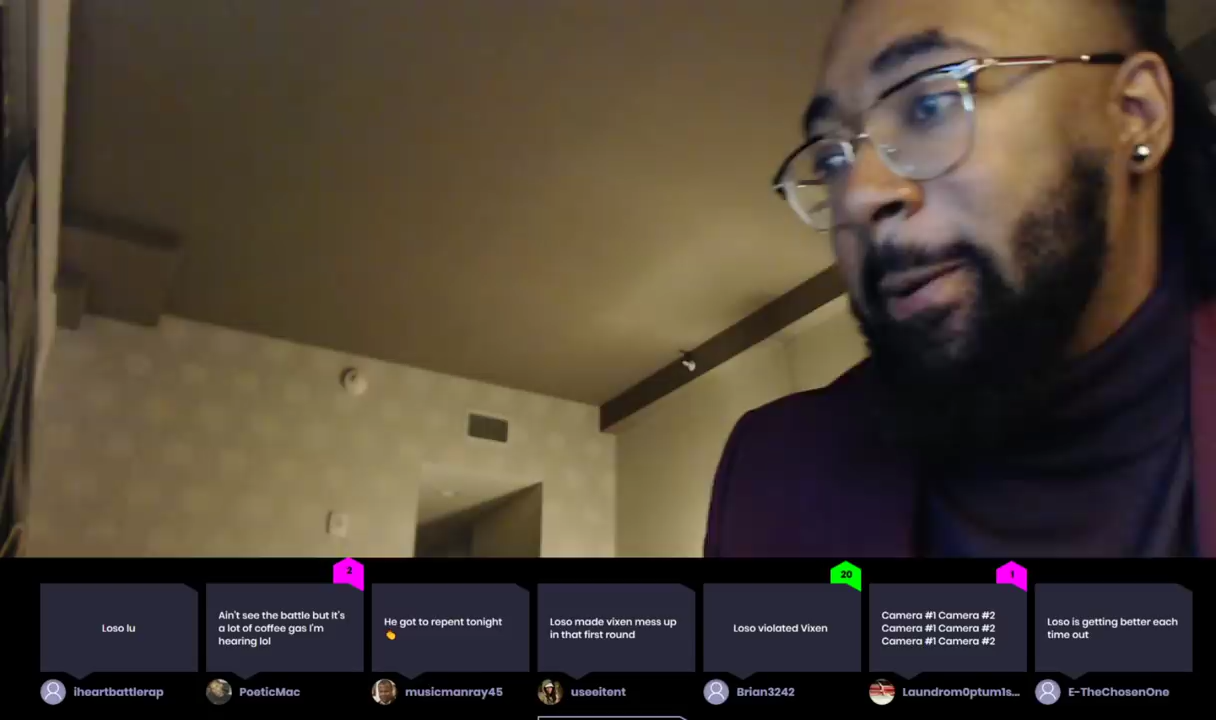 2
20
!
Loso lu
Ain't see the battle but it's
a lot of coffee gas I'm
hearing lol
He got to repent tonight
👏
Loso made vixen mess up
in that first round
Loso violated Vixen
Camera #1 Camera #2
Camera #1 Camera #2
Camera #1 Camera #2
Loso is getting better each
time out
iheartbattlerap
PoeticMac
musicmanray45
useeitent
Brian3242
Laundrom0ptum1s...
E-TheChosenOne